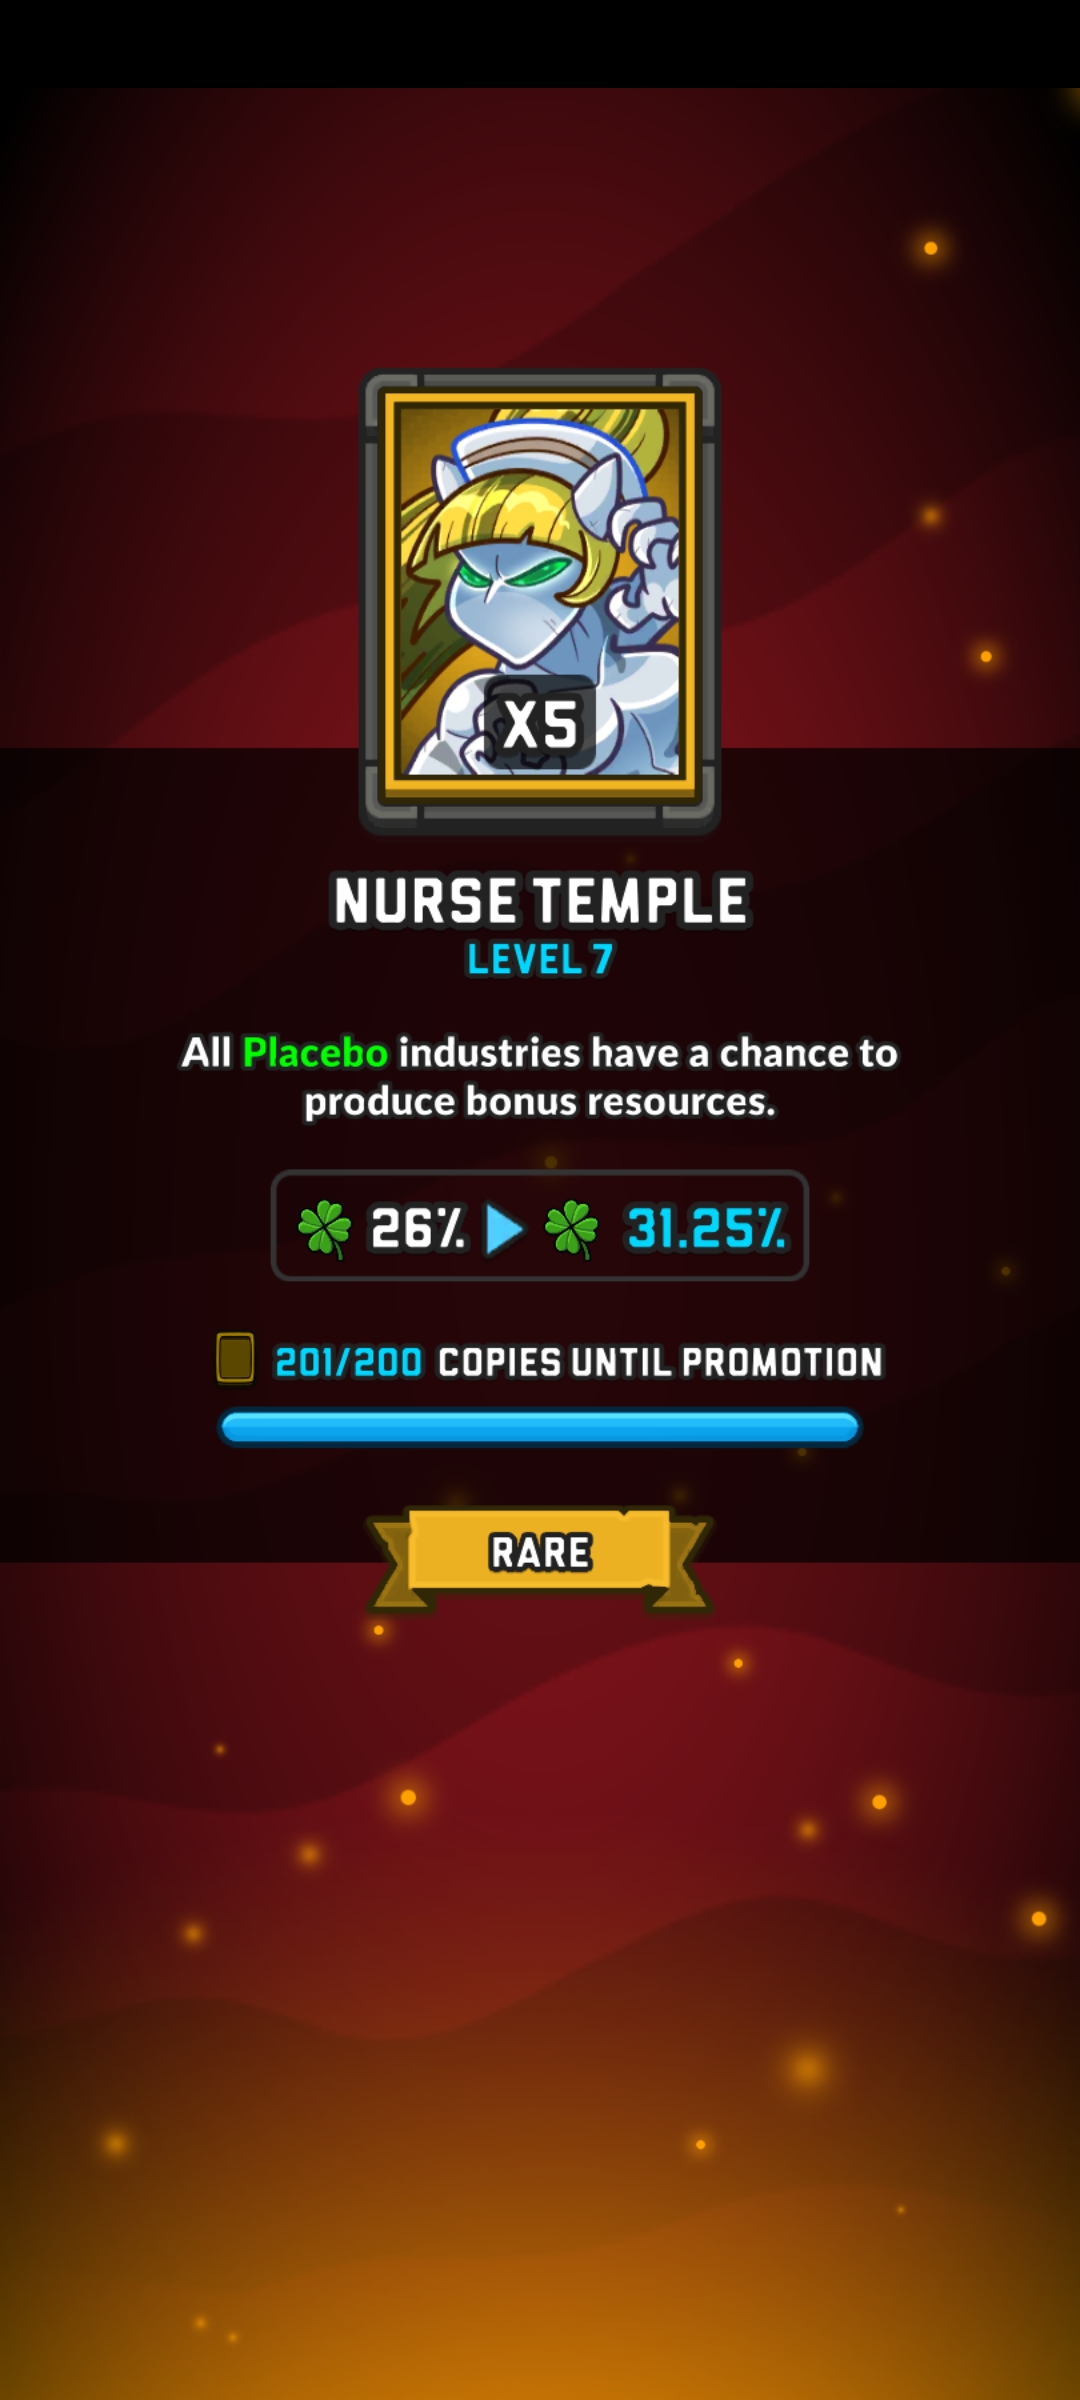 X5
NURSE TEMPLE
LEVEL 7
All Placebo industries have a chance to
produce bonus resources.
26% 31.25%
201/200 COPIES UNTIL PROMOTION
RARE